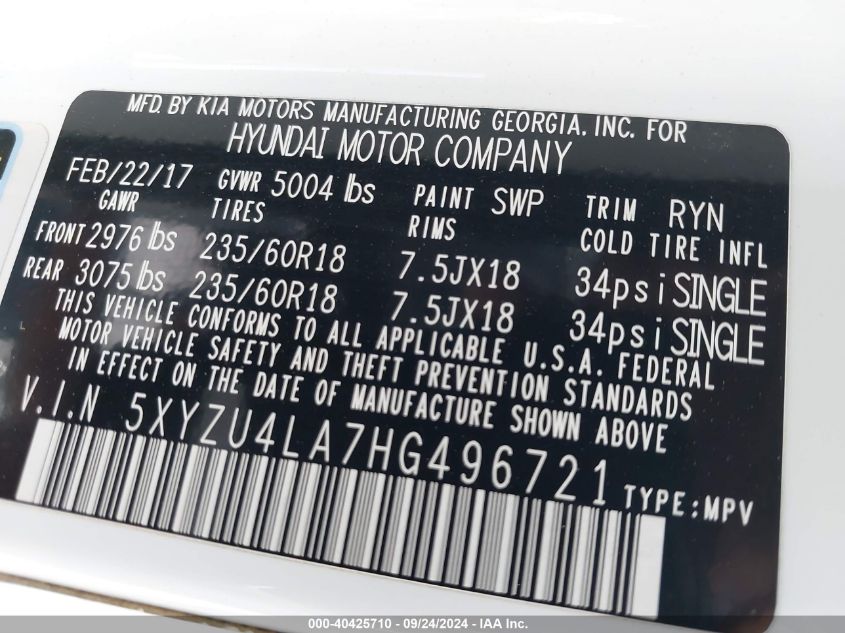 MFD. BY KIA MOTORS MANUFACTURING GEORGIA, INC. FOR
HYUNDAI MOTOR COMPANY
FEB/22/17 GVWR 5004 lbs PAINT SWP TRIM RYN
GAWR TIRES RIMS COLD TIRE INFL
FRONT 2976 lbs 235/60R18 7.5JX18 34psi SINGLE
REAR 3075 lbs 235/60R18 7.5JX18 34psi SINGLE
THIS VEHICLE CONFORMS TO ALL APPLICABLE U.S.A. FEDERAL
MOTOR VEHICLE SAFETY AND THEFT PREVENTION STANDARDS
IN EFFECT ON THE DATE OF MANUFACTURE SHOWN ABOVE
V.I.N 5XYZU4LA7HG496721 TYPE:MPV
000-40425710 - 09/24/2024 - IAA Inc.